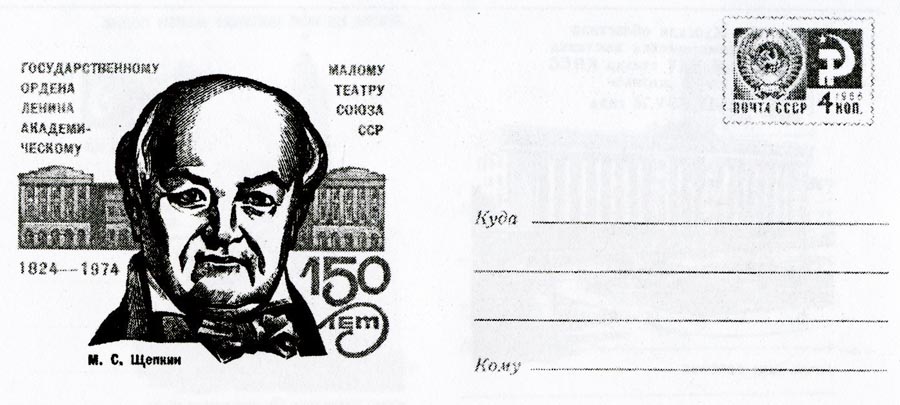 ГОСУДАРСТВЕННОМУ
ОРДЕНА
ЛЕНИНА
АКАДЕМИ-
ЧЕСКОМУ
МАЛОМУ
ТЕАТРУ
СОЮЗА
ССР
1824—1974
150
лет
М. С. Щепкин
ПОЧТА СССР
4 1966
КОП.
Куда
Кому